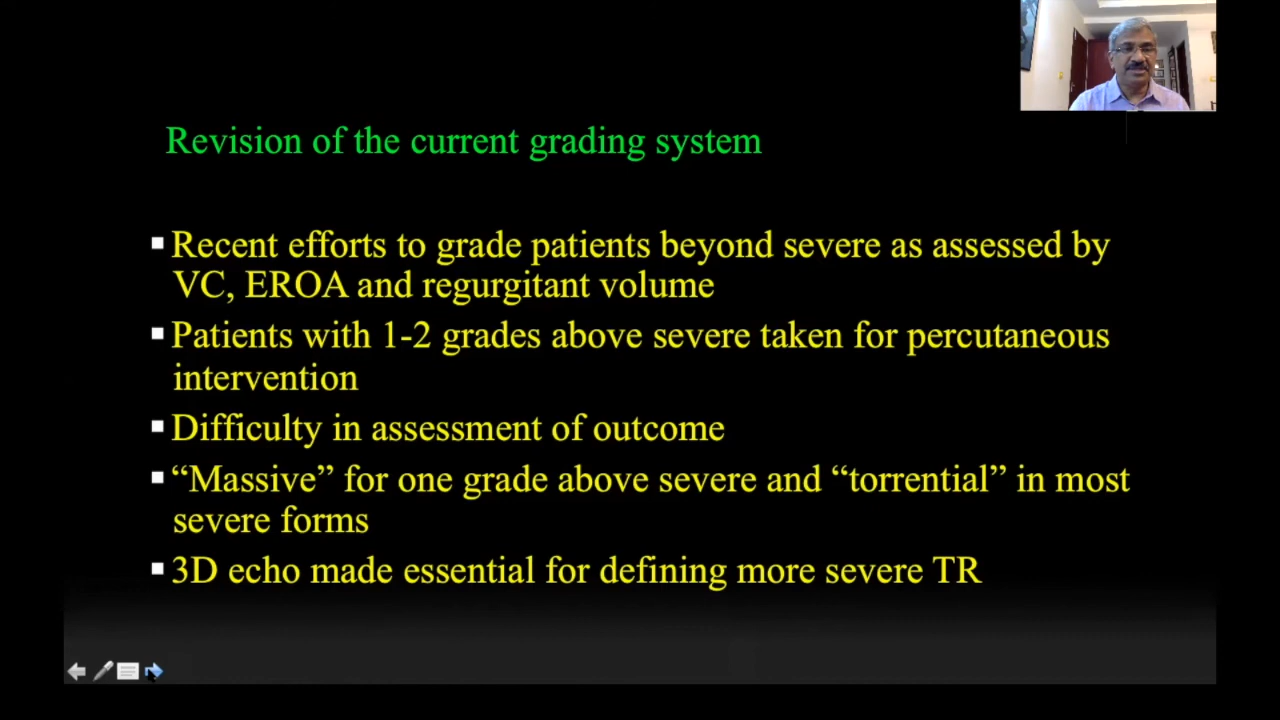 Revision of the current grading system
Recent efforts to grade patients beyond severe as assessed by
VC, EROA and regurgitant volume
Patients with 1-2 grades above severe taken for percutaneous
intervention
Difficulty in assessment of outcome
“Massive” for one grade above severe and “torrential” in most
severe forms
3D echo made essential for defining more severe TR